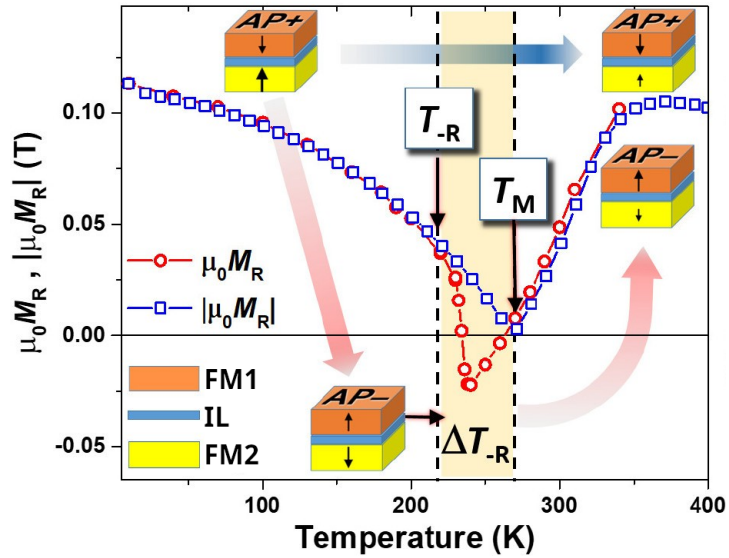 AP+
AP+
T-R
TM
AP−
μ0MR , |μ0MR| (T)
0.10
0.05
0.00
-0.05
μ0MR
|μ0MR|
FM1
IL
FM2
AP−
ΔT-R
100
200
300
400
Temperature (K)